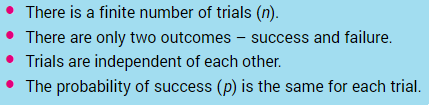 • There is a finite number of trials (n).
• There are only two outcomes – success and failure.
• Trials are independent of each other.
• The probability of success (p) is the same for each trial.